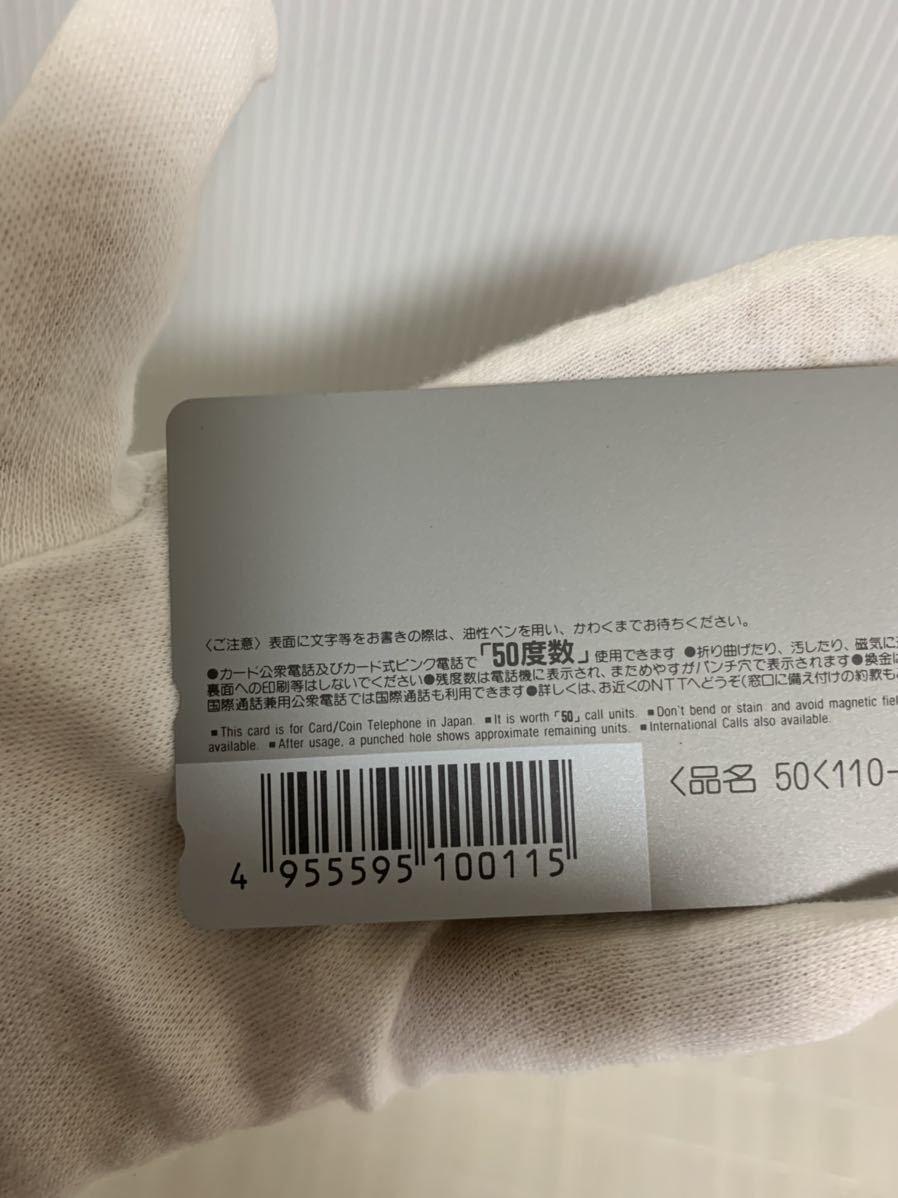 〈ご注意〉表面に文字等をお書きの際は、油性ペンを用い、かわくまでお待ちください。
●カード公衆電話及びカード式ピンク電話で「50度数」使用できます ●折り曲げたり、汚したり、磁気に
裏面への印刷等はしないでください●残度数は電話機に表示され、まためやすがパンチ穴で表示されます●換金
国際通話兼用公衆電話では国際通話も利用できます●詳しくは、お近くのNTTへどうぞ(窓口に備え付けの約款も
■This card is for Card/Coin Telephone in Japan. ■It is worth「50」call units. ■Don't bend or stain and avoid magnetic
available. ■After usage, a punched hole shows approximate remaining units. ■International Calls also available.
〈品名 50〈110-
4 955595 100115